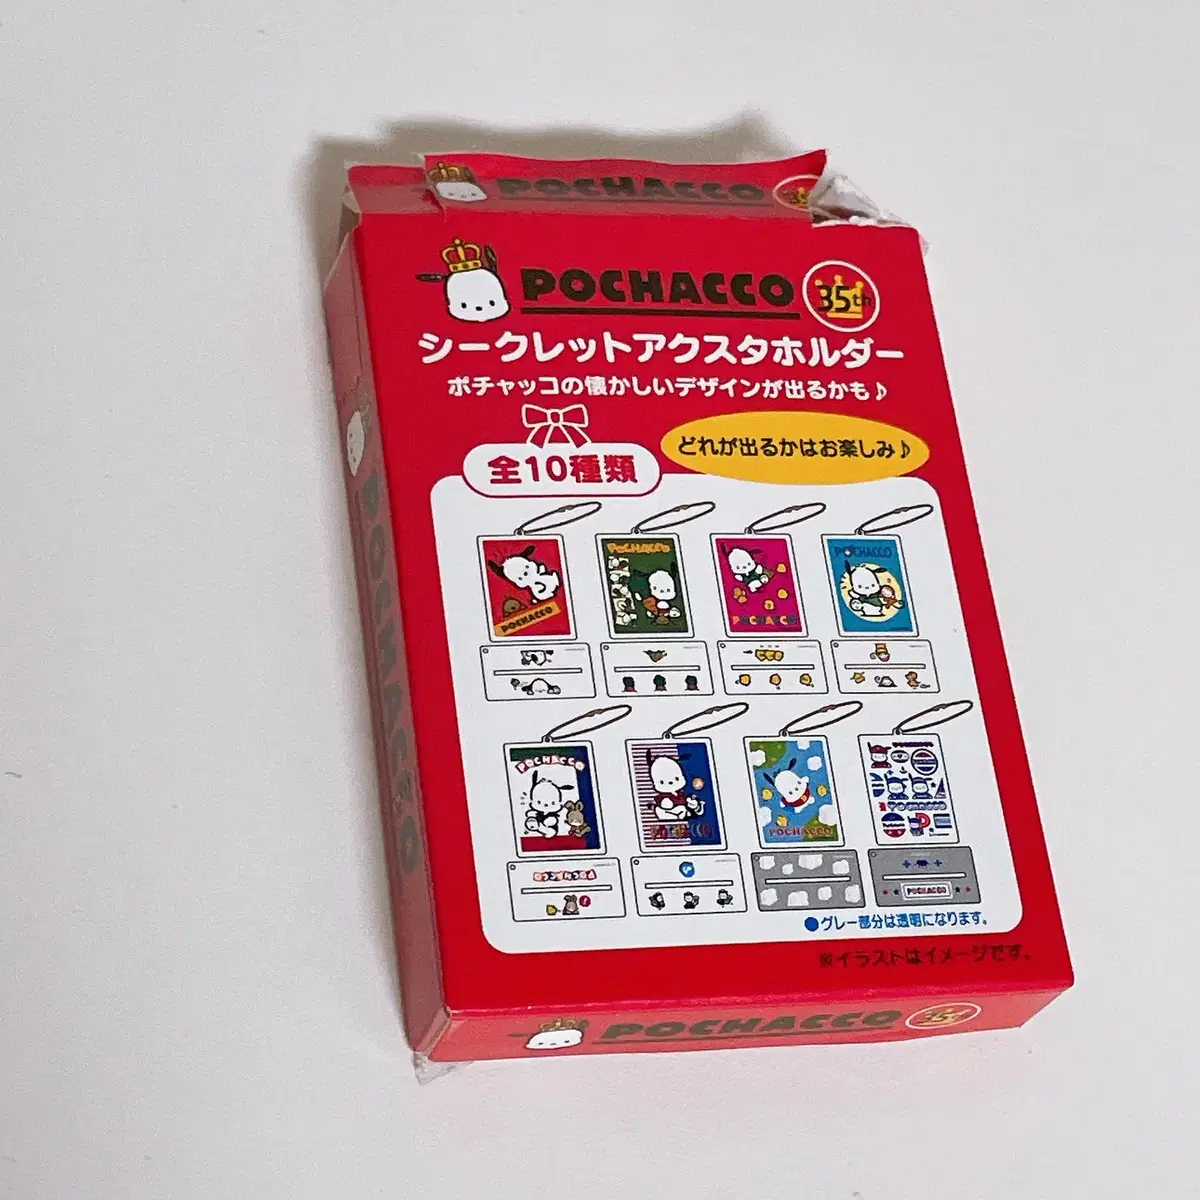 POCHACCO 35
POCHACCO 35th
シークレットアクスタホルダー
ポチャッコの懐かしいデザインが出るかも♪
どれが出るかはお楽しみ♪
全10種類
POCHACCO
POCHACCO
POCHACCO
POCHACCO
POCHACCO
POCHACCO
POCHACCO
POCHACCO
Pochacco
POCHACCO
●グレー部分は透明になります。
※イラストはイメージです。
POCHACCO 35th
POCHACCO